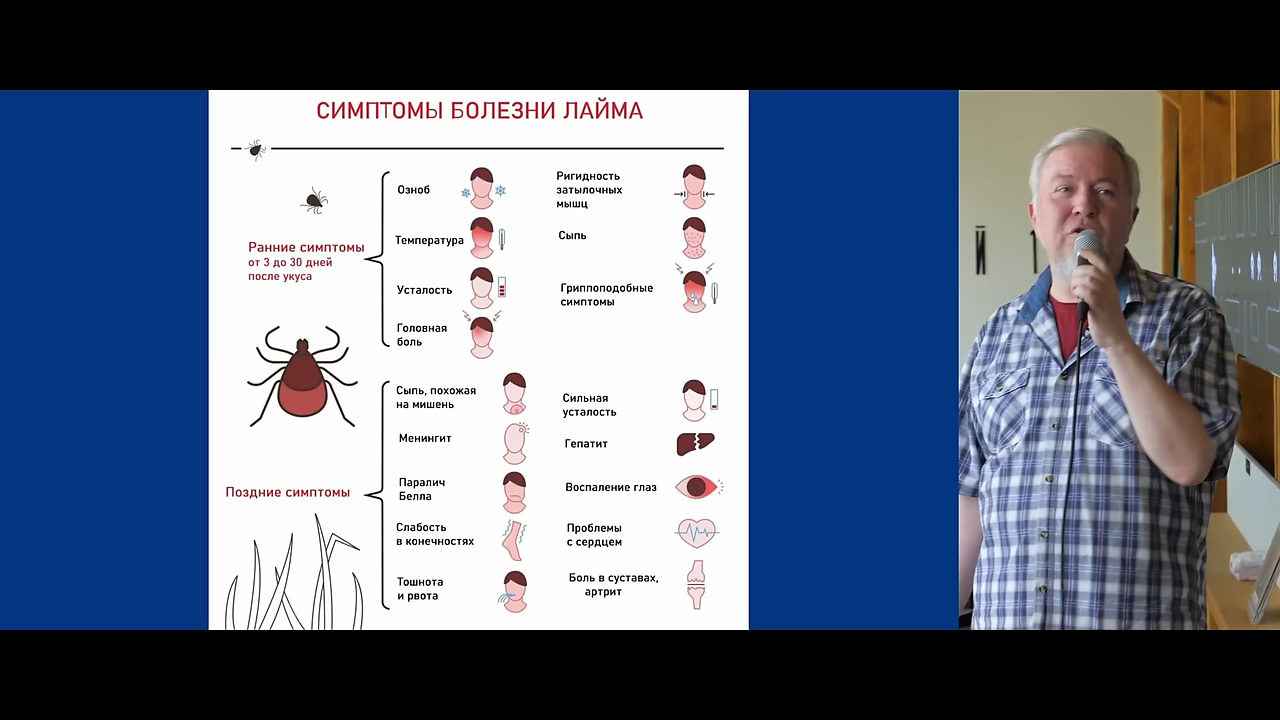 СИМПТОМЫ БОЛЕЗНИ ЛАЙМА
Ранние симптомы
от 3 до 30 дней
после укуса
Озноб
Температура
Усталость
Головная
боль
Ригидность
затылочных
мышц
Сыпь
Гриппоподобные
симптомы
Поздние симптомы
Сыпь, похожая
на мишень
Менингит
Паралич
Белла
Слабость
в конечностях
Тошнота
и рвота
Сильная
усталость
Гепатит
Воспаление глаз
Проблемы
с сердцем
Боль в суставах,
артрит
Й